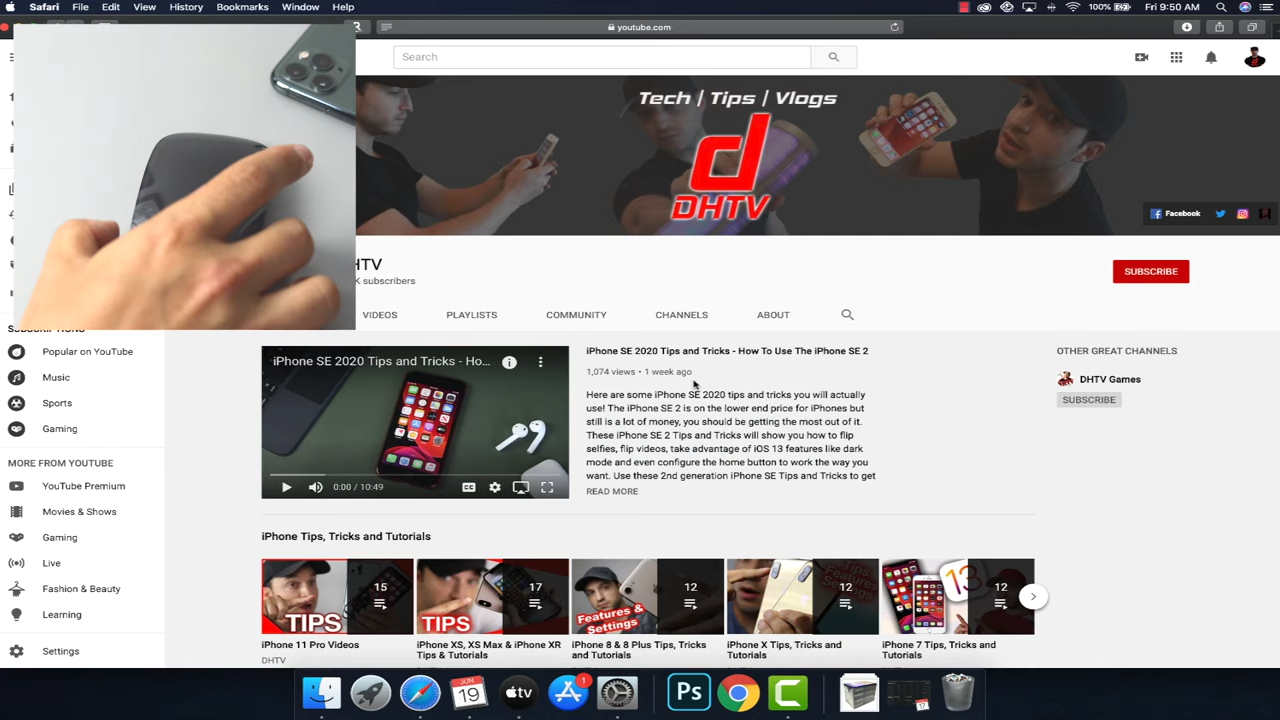 Safari File Edit View History Bookmarks Window Help
100% Fri 9:50 AM
youtube.com
Search
Tech | Tips | Vlogs
d
DHTV
Facebook
HTV
K subscribers
SUBSCRIBE
VIDEOS PLAYLISTS COMMUNITY CHANNELS ABOUT
SUBSCRIPTIONS
Popular on YouTube
Music
Sports
Gaming
MORE FROM YOUTUBE
YouTube Premium
Movies & Shows
Gaming
Live
Fashion & Beauty
Learning
Settings
iPhone SE 2020 Tips and Tricks - Ho...
0:00 / 10:49
iPhone SE 2020 Tips and Tricks - How To Use The iPhone SE 2
1,074 views • 1 week ago
Here are some iPhone SE 2020 tips and tricks you will actually
use! The iPhone SE 2 is on the lower end price for iPhones but
still is a lot of money, you should be getting the most out of it.
These iPhone SE 2 Tips and Tricks will show you how to flip
selfies, flip videos, take advantage of iOS 13 features like dark
mode and even configure the home button to work the way you
want. Use these 2nd generation iPhone SE Tips and Tricks to get
READ MORE
OTHER GREAT CHANNELS
DHTV Games
SUBSCRIBE
iPhone Tips, Tricks and Tutorials
15
TIPS
iPhone 11 Pro Videos
DHTV
17
TIPS
iPhone XS, XS Max & iPhone XR
Tips & Tutorials
12
Features &
Settings
iPhone 8 & 8 Plus Tips, Tricks
and Tutorials
12
iPhone X Tips, Tricks and
Tutorials
13
12
iPhone 7 Tips, Tricks and
Tutorials
JUN
19
tv
1
Ps
C
17